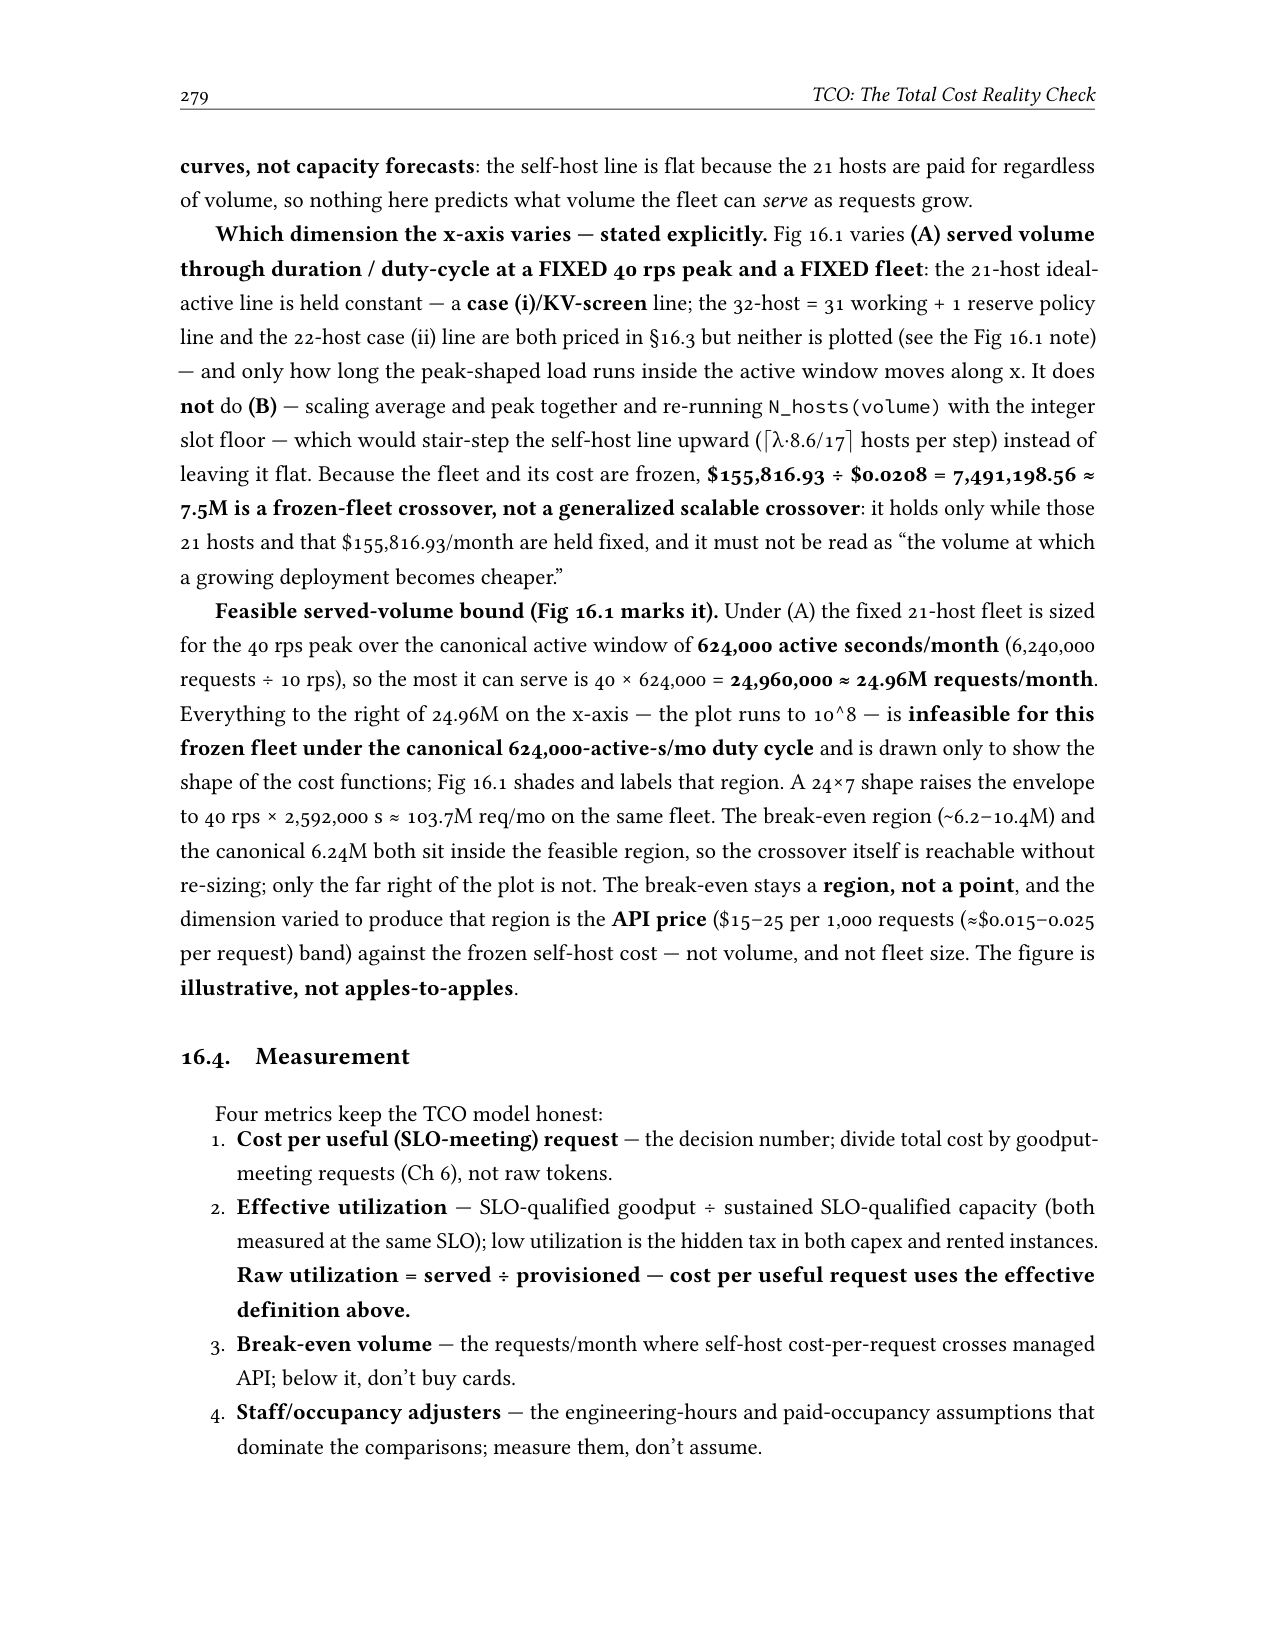 279 TCO: The Total Cost Reality Check
curves, not capacity forecasts: the self-host line is flat because the 21 hosts are paid for regardless
of volume, so nothing here predicts what volume the fleet can serve as requests grow.
Which dimension the x-axis varies — stated explicitly. Fig 16.1 varies (A) served volume
through duration / duty-cycle at a FIXED 40 rps peak and a FIXED fleet: the 21-host ideal-
active line is held constant — a case (i)/KV-screen line; the 32-host = 31 working + 1 reserve policy
line and the 22-host case (ii) line are both priced in §16.3 but neither is plotted (see the Fig 16.1 note)
— and only how long the peak-shaped load runs inside the active window moves along x. It does
not do (B) — scaling average and peak together and re-running N_hosts(volume) with the integer
slot floor — which would stair-step the self-host line upward (⌈λ·8.6/17⌉ hosts per step) instead of
leaving it flat. Because the fleet and its cost are frozen, $155,816.93 ÷ $0.0208 = 7,491,198.56 ≈
7.5M is a frozen-fleet crossover, not a generalized scalable crossover: it holds only while those
21 hosts and that $155,816.93/month are held fixed, and it must not be read as “the volume at which
a growing deployment becomes cheaper.”
Feasible served-volume bound (Fig 16.1 marks it). Under (A) the fixed 21-host fleet is sized
for the 40 rps peak over the canonical active window of 624,000 active seconds/month (6,240,000
requests ÷ 10 rps), so the most it can serve is 40 × 624,000 = 24,960,000 ≈ 24.96M requests/month.
Everything to the right of 24.96M on the x-axis — the plot runs to 10^8 — is infeasible for this
frozen fleet under the canonical 624,000-active-s/mo duty cycle and is drawn only to show the
shape of the cost functions; Fig 16.1 shades and labels that region. A 24×7 shape raises the envelope
to 40 rps × 2,592,000 s ≈ 103.7M req/mo on the same fleet. The break-even region (~6.2–10.4M) and
the canonical 6.24M both sit inside the feasible region, so the crossover itself is reachable without
re-sizing; only the far right of the plot is not. The break-even stays a region, not a point, and the
dimension varied to produce that region is the API price ($15–25 per 1,000 requests (≈$0.015–0.025
per request) band) against the frozen self-host cost — not volume, and not fleet size. The figure is
illustrative, not apples-to-apples.
16.4. Measurement
Four metrics keep the TCO model honest:
1. Cost per useful (SLO-meeting) request — the decision number; divide total cost by goodput-
meeting requests (Ch 6), not raw tokens.
2. Effective utilization — SLO-qualified goodput ÷ sustained SLO-qualified capacity (both
measured at the same SLO); low utilization is the hidden tax in both capex and rented instances.
Raw utilization = served ÷ provisioned — cost per useful request uses the effective
definition above.
3. Break-even volume — the requests/month where self-host cost-per-request crosses managed
API; below it, don’t buy cards.
4. Staff/occupancy adjusters — the engineering-hours and paid-occupancy assumptions that
dominate the comparisons; measure them, don’t assume.